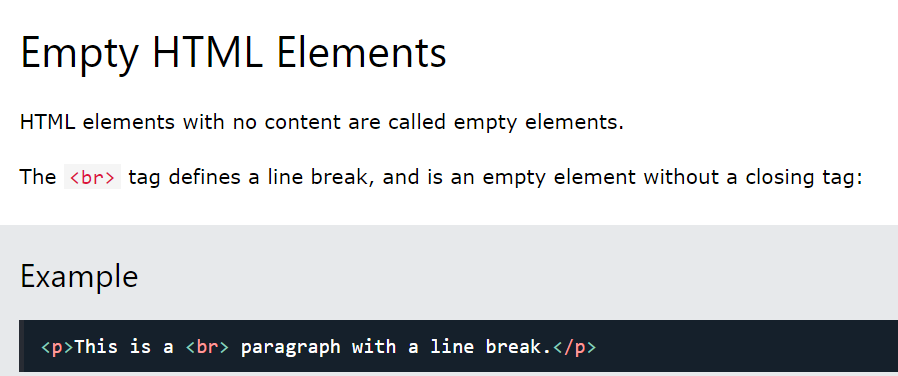 Empty HTML Elements
HTML elements with no content are called empty elements.
The <br> tag defines a line break, and is an empty element without a closing tag:
Example
<p>This is a <br> paragraph with a line break.</p>